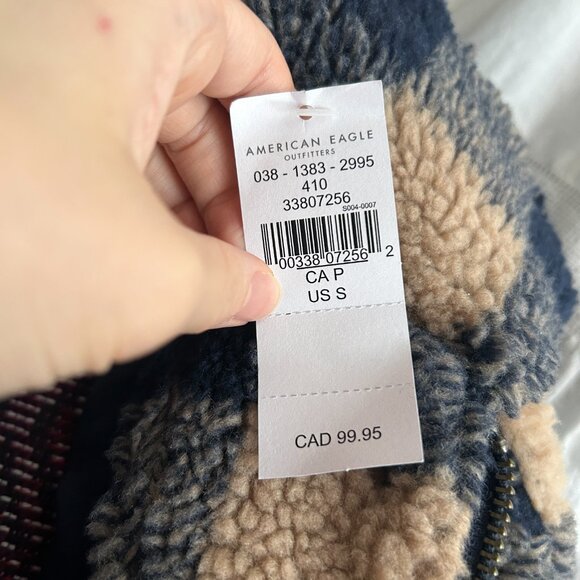 AMERICAN EAGLE
OUTFITTERS
038 - 1383 - 2995
410
33807256
S004-0007
00338 07256 2
CA P
US S
CAD 99.95